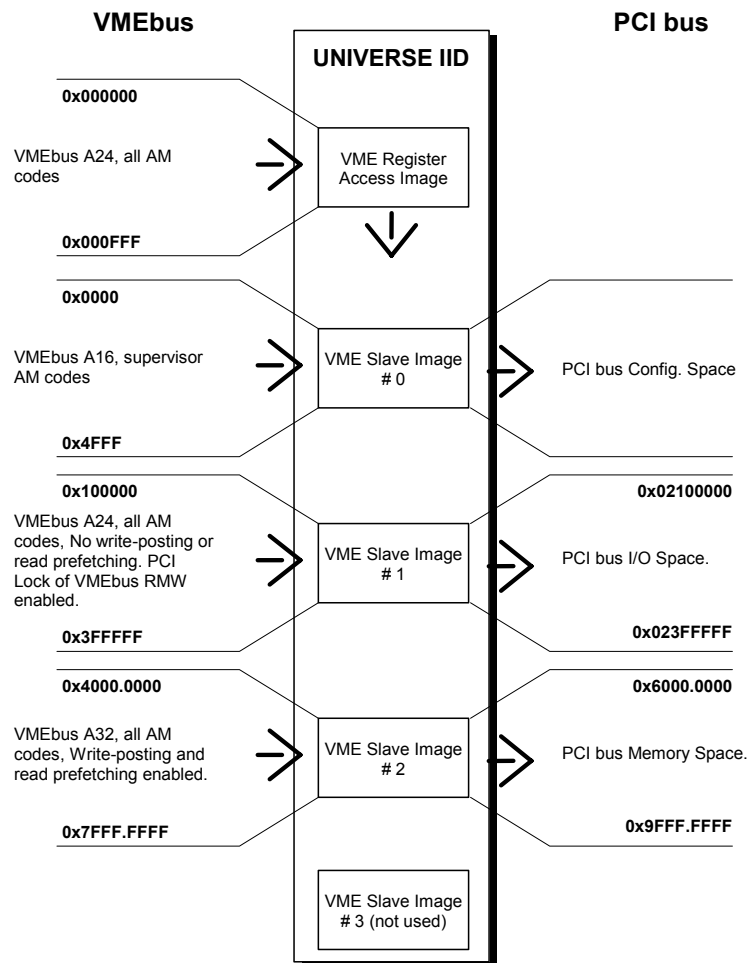 VMEbus
PCI bus
UNIVERSE IID
0x000000
VMEbus A24, all AM
codes
VME Register
Access Image
0x000FFF
0x0000
VMEbus A16, supervisor
AM codes
VME Slave Image
# 0
PCI bus Config. Space
0x4FFF
0x100000
0x02100000
VMEbus A24, all AM
codes, No write-posting or
read prefetching. PCI
Lock of VMEbus RMW
enabled.
VME Slave Image
# 1
PCI bus I/O Space.
0x3FFFFF
0x023FFFFF
0x4000.0000
0x6000.0000
VMEbus A32, all AM
codes, Write-posting and
read prefetching enabled.
VME Slave Image
# 2
PCI bus Memory Space.
0x7FFF.FFFF
0x9FFF.FFFF
VME Slave Image
# 3 (not used)